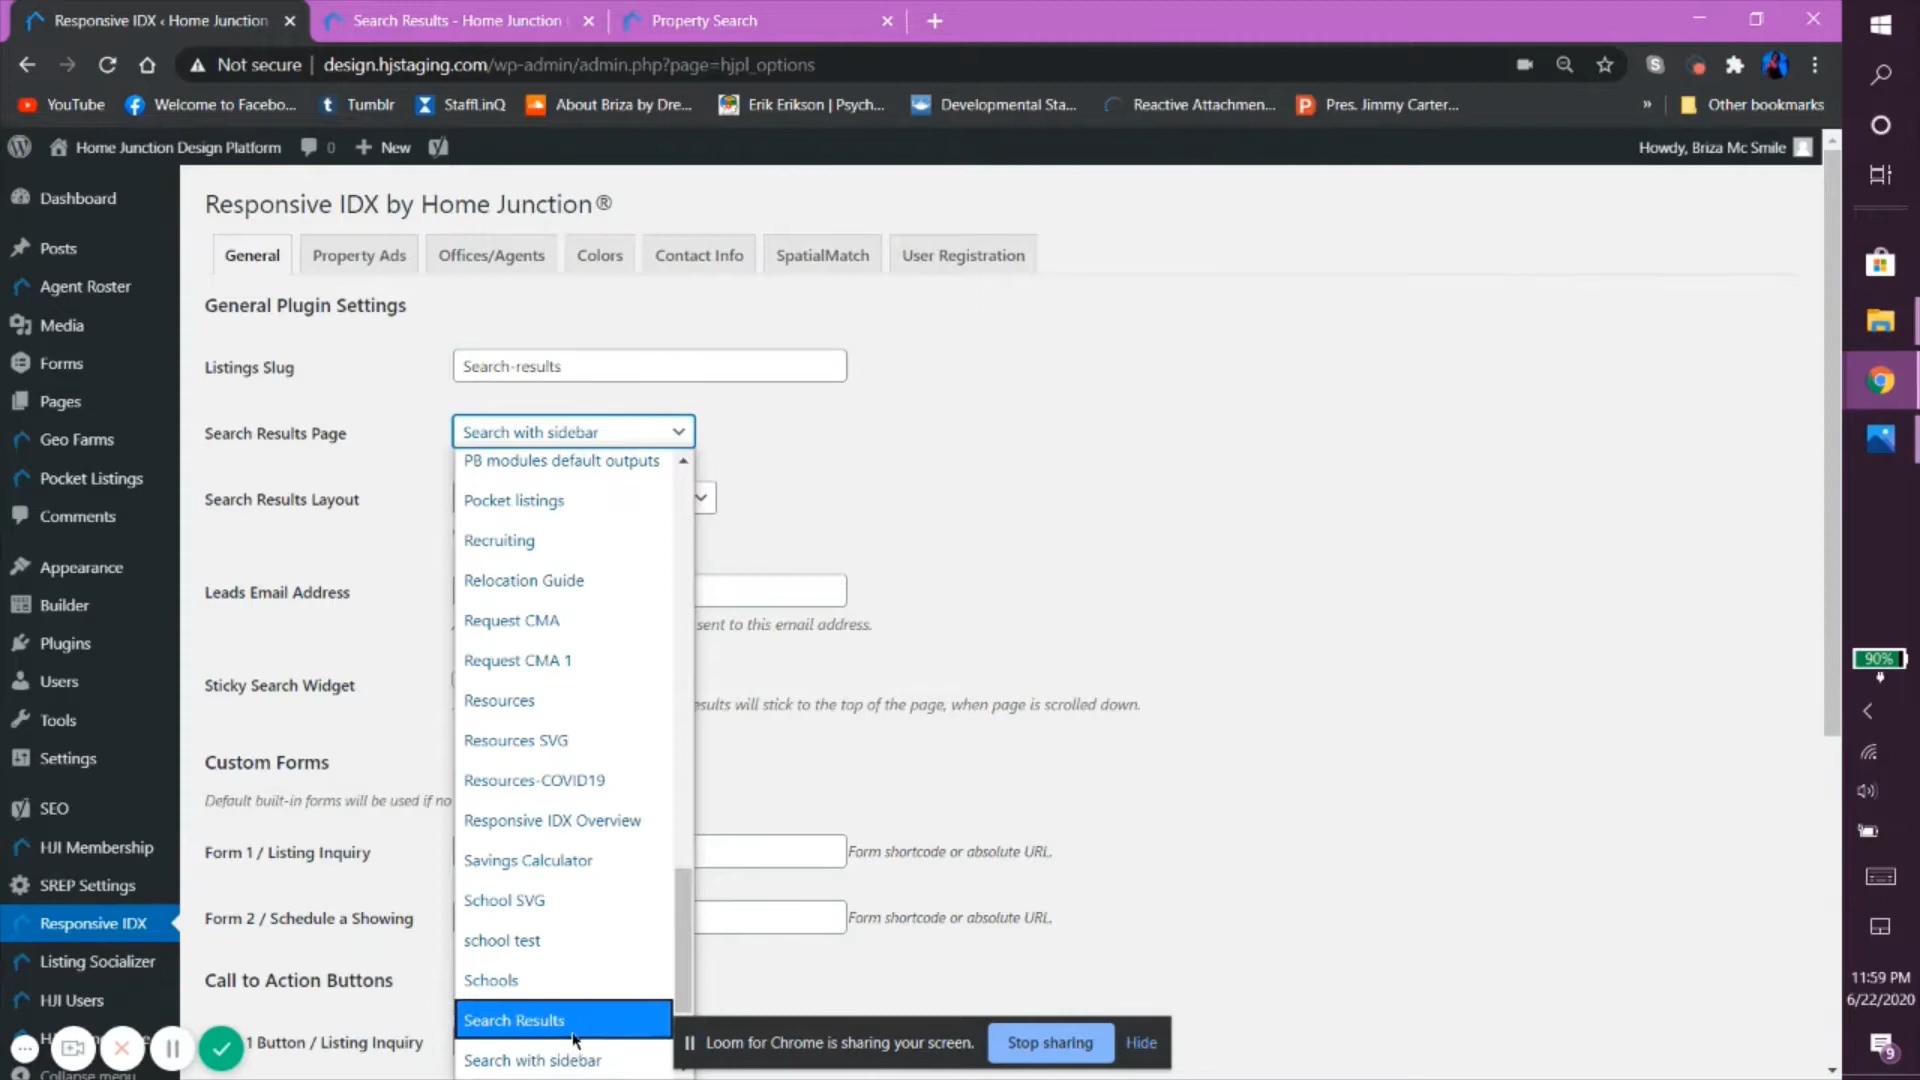 Responsive IDX ‹ Home Junction
Search Results - Home Junction
Property Search
Not secure | design.hjstaging.com/wp-admin/admin.php?page=hjpl_options
YouTube
Welcome to Facebo...
Tumblr
StaffLinQ
About Briza by Dre...
Erik Erikson | Psych...
Developmental Sta...
Reactive Attachmen...
Pres. Jimmy Carter...
»
Other bookmarks
Home Junction Design Platform
0
New
Howdy, Briza Mc Smile
Dashboard
Posts
Agent Roster
Media
Forms
Pages
Geo Farms
Pocket Listings
Comments
Appearance
Builder
Plugins
Users
Tools
Settings
SEO
HJI Membership
SREP Settings
Responsive IDX
Listing Socializer
HJI Users
Collapse menu
Responsive IDX by Home Junction®
General
Property Ads
Offices/Agents
Colors
Contact Info
SpatialMatch
User Registration
General Plugin Settings
Listings Slug
Search-results
Search Results Page
Search with sidebar
PB modules default outputs
Pocket listings
Recruiting
Relocation Guide
Request CMA
Request CMA 1
Resources
Resources SVG
Resources-COVID19
Responsive IDX Overview
Savings Calculator
School SVG
school test
Schools
Search Results
Search with sidebar
Search Results Layout
Leads Email Address
sent to this email address.
Sticky Search Widget
esults will stick to the top of the page, when page is scrolled down.
Custom Forms
Default built-in forms will be used if no
Form 1 / Listing Inquiry
Form shortcode or absolute URL.
Form 2 / Schedule a Showing
Form shortcode or absolute URL.
Call to Action Buttons
1 Button / Listing Inquiry
Loom for Chrome is sharing your screen.
Stop sharing
Hide
90%
11:59 PM
6/22/2020
9